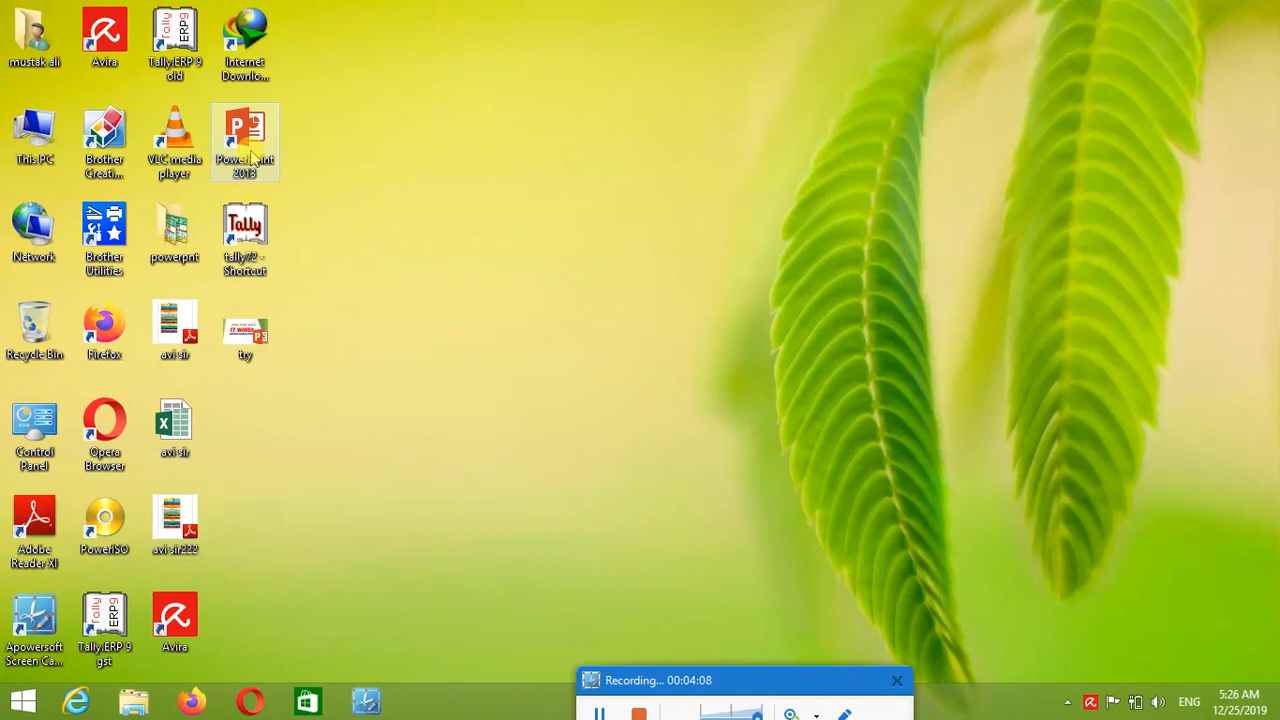 mustak ali
Avira
Tally.ERP 9
old
Internet
Downlo...
This PC
Brother
Creati...
VLC media
player
PowerPoint
2013
Network
Brother
Utilities
powerpnt
Tally
tally72 -
Shortcut
Recycle Bin
Firefox
avi sir
try
Control
Panel
Opera
Browser
avi sir
Adobe
Reader XI
PowerISO
avi sir222
Apowersoft
Screen Ca...
Tally.ERP 9
gst
Avira
Recording... 00:04:08
ENG
5:26 AM
12/25/2019